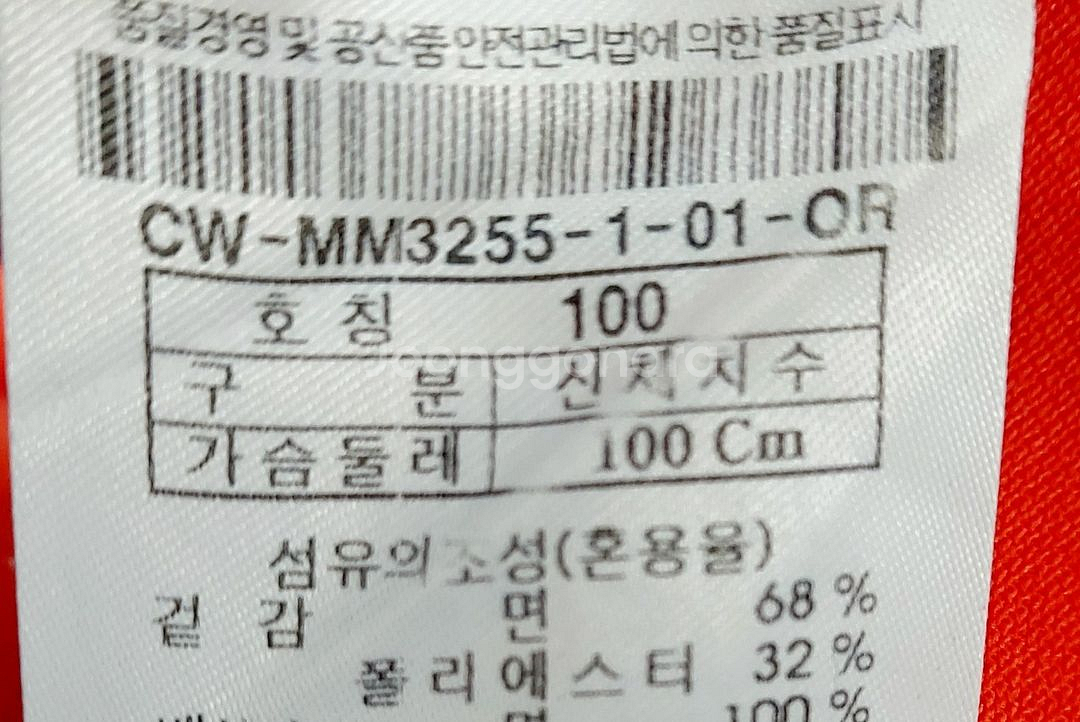 품질경영 및 공산품안전관리법에 의한 품질표시
CW-MM3255-1-01-OR
호 칭 100
구 분 신체치수
가슴둘레 100 Cm
섬유의 조성(혼용율)
겉 감 면 68 %
폴리에스터 32 %
면 100 %